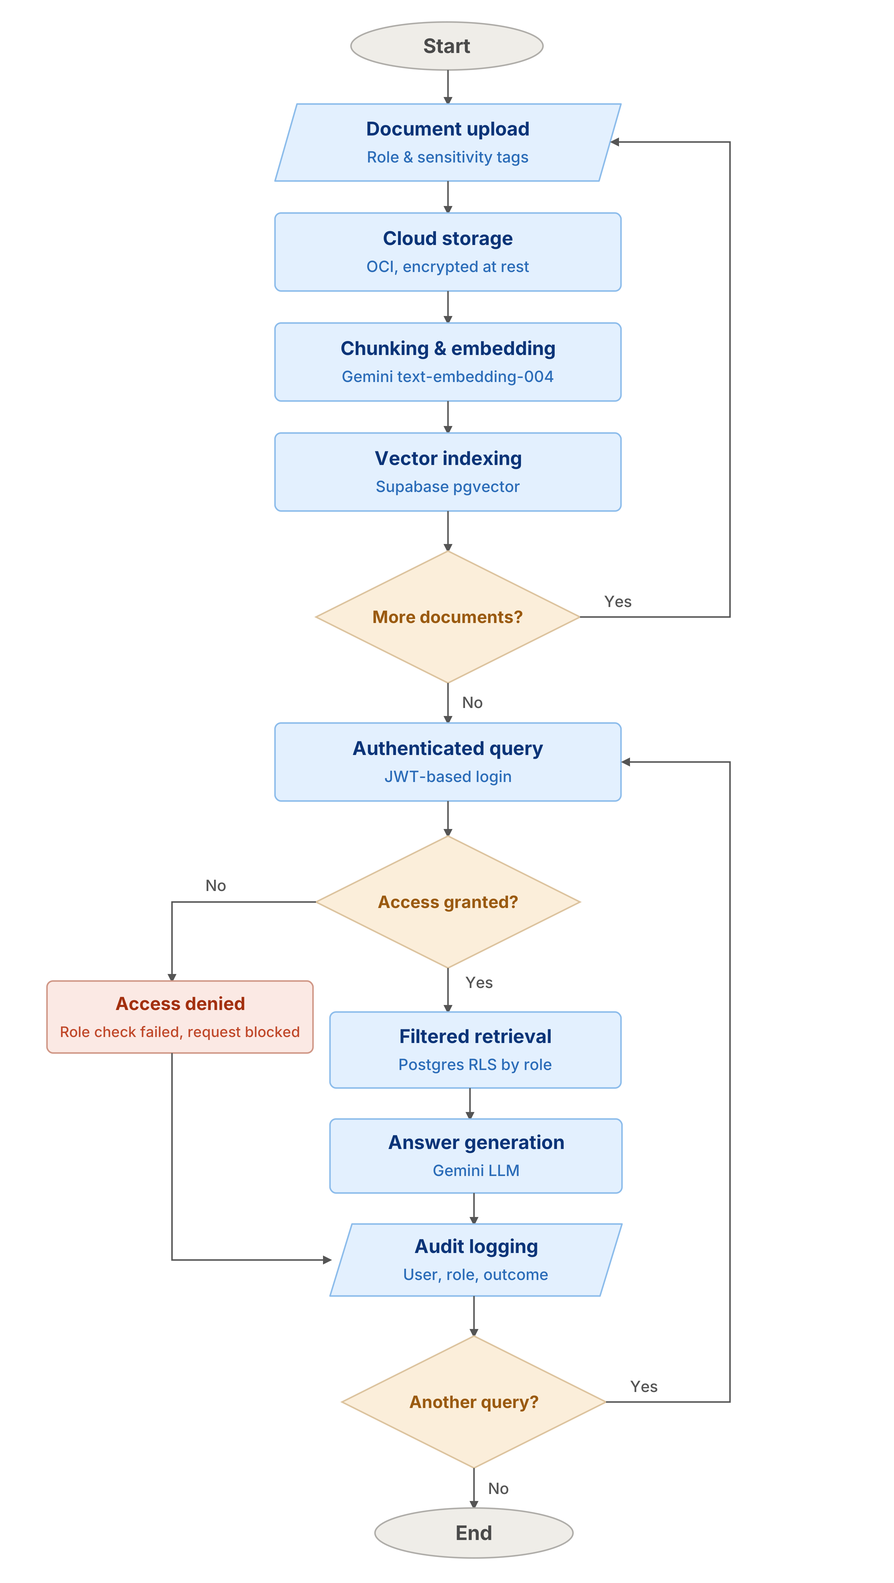 Start
Document upload
Role & sensitivity tags
Cloud storage
OCI, encrypted at rest
Chunking & embedding
Gemini text-embedding-004
Vector indexing
Supabase pgvector
More documents?
Yes
No
Authenticated query
JWT-based login
Access granted?
No
Yes
Access denied
Role check failed, request blocked
Filtered retrieval
Postgres RLS by role
Answer generation
Gemini LLM
Audit logging
User, role, outcome
Another query?
Yes
No
End